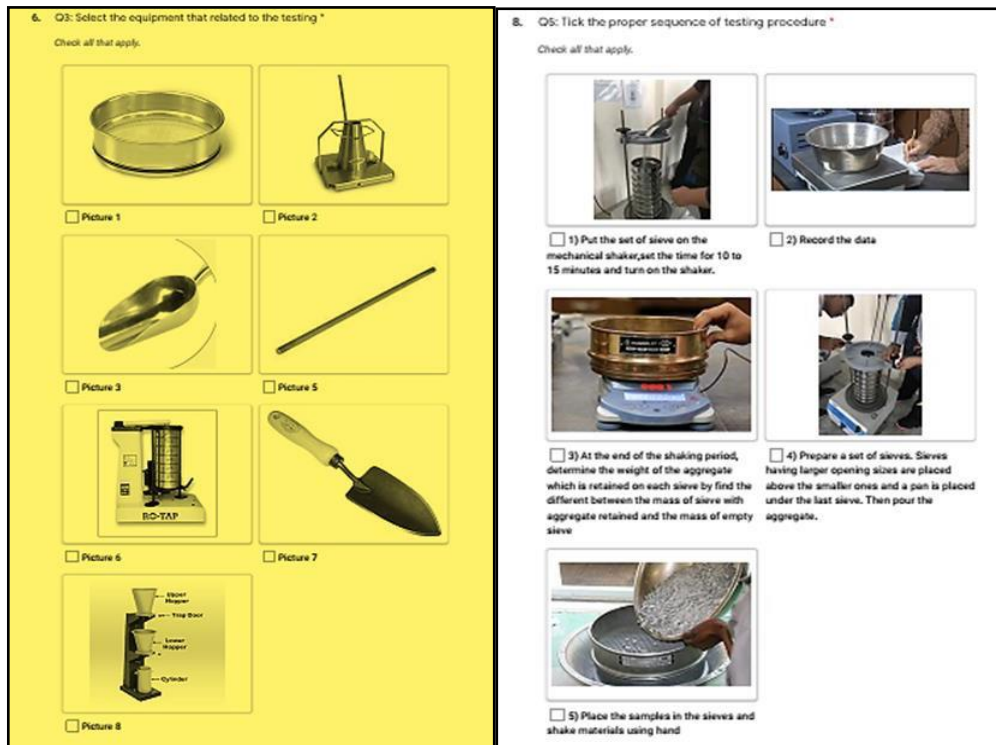 6. Q3: Select the equipment that related to the testing *
Check all that apply.
Picture 1
Picture 2
Picture 3
Picture 5
RO-TAP
Picture 6
Picture 7
Upper
Hopper
Trap Door
Lower
Hopper
Cylinder
Picture 8
8. Q5: Tick the proper sequence of testing procedure *
Check all that apply.
1) Put the set of sieve on the
mechanical shaker,set the time for 10 to
15 minutes and turn on the shaker.
2) Record the data
3) At the end of the shaking period,
determine the weight of the aggregate
which is retained on each sieve by find the
different between the mass of sieve with
aggregate retained and the mass of empty
sieve
4) Prepare a set of sieves. Sieves
having larger opening sizes are placed
above the smaller ones and a pan is placed
under the last sieve. Then pour the
aggregate.
5) Place the samples in the sieves and
shake materials using hand